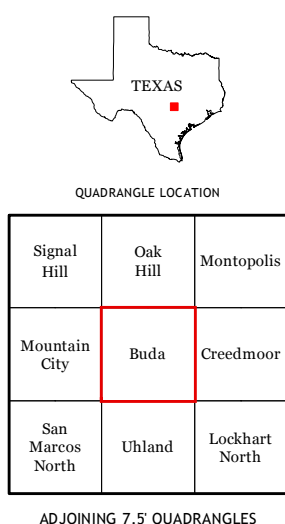 TEXAS
QUADRANGLE LOCATION
Signal
Hill
Oak
Hill
Montopolis
Mountain
City
Buda
Creedmoor
San
Marcos
North
Uhland
Lockhart
North
ADJOINING 7.5' QUADRANGLES